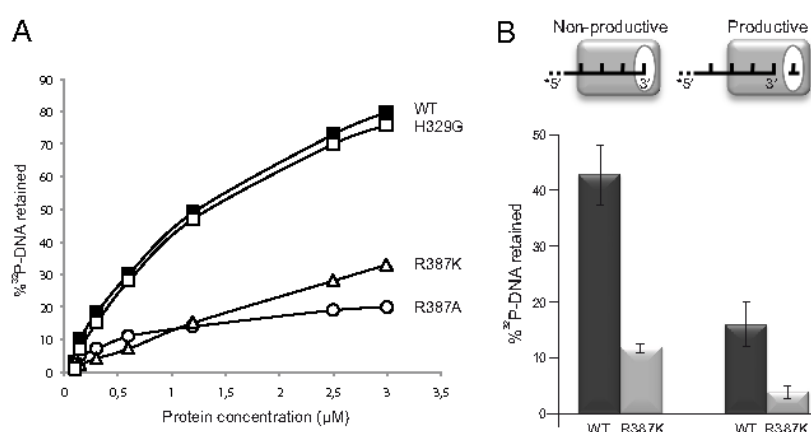 A
%³²P-DNA retained
90
80
70
60
50
40
30
20
10
0
0
0,5
1
1,5
2
2,5
3
3,5
Protein concentration (µM)
WT
H329G
R387K
R387A
B
Non-productive
Productive
*5' 3'
*5' 3'
%³²P-DNA retained
50
40
30
20
10
0
WT R387K
WT R387K